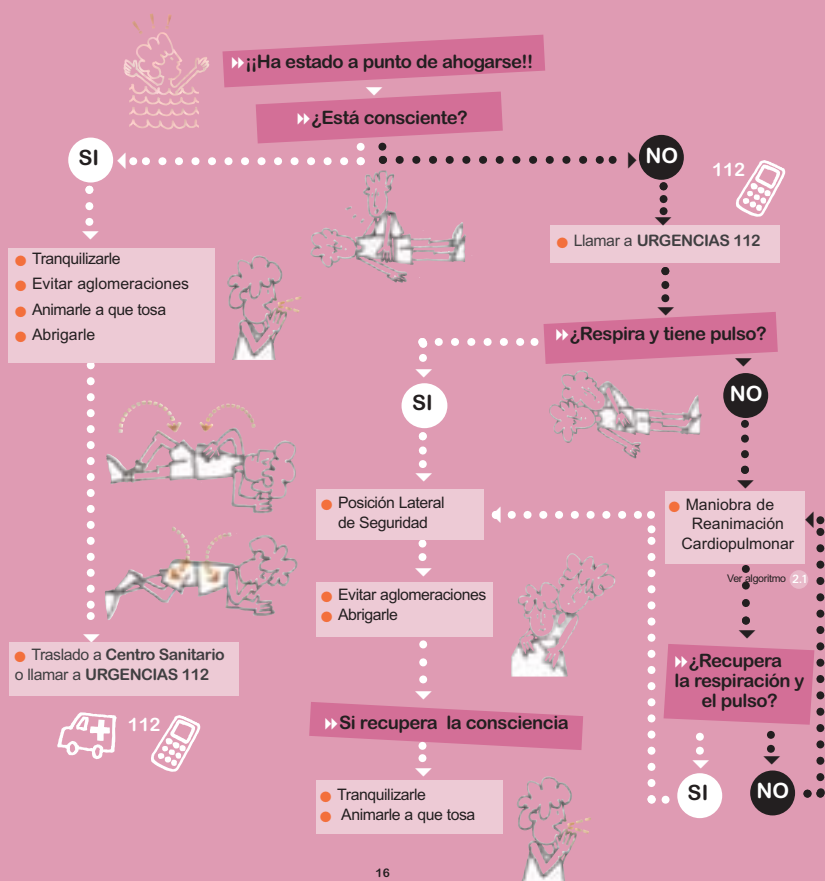 ¡¡Ha estado a punto de ahogarse!!
¿Está consciente?
SI
NO
112
Tranquilizarle
Evitar aglomeraciones
Animarle a que tosa
Abrigarle
Llamar a URGENCIAS 112
¿Respira y tiene pulso?
SI
NO
Posición Lateral
de Seguridad
Maniobra de
Reanimación
Cardiopulmonar
Ver algoritmo 2.1
Evitar aglomeraciones
Abrigarle
Traslado a Centro Sanitario
o llamar a URGENCIAS 112
112
¿Recupera
la respiración y
el pulso?
Si recupera la consciencia
SI
NO
Tranquilizarle
Animarle a que tosa
16